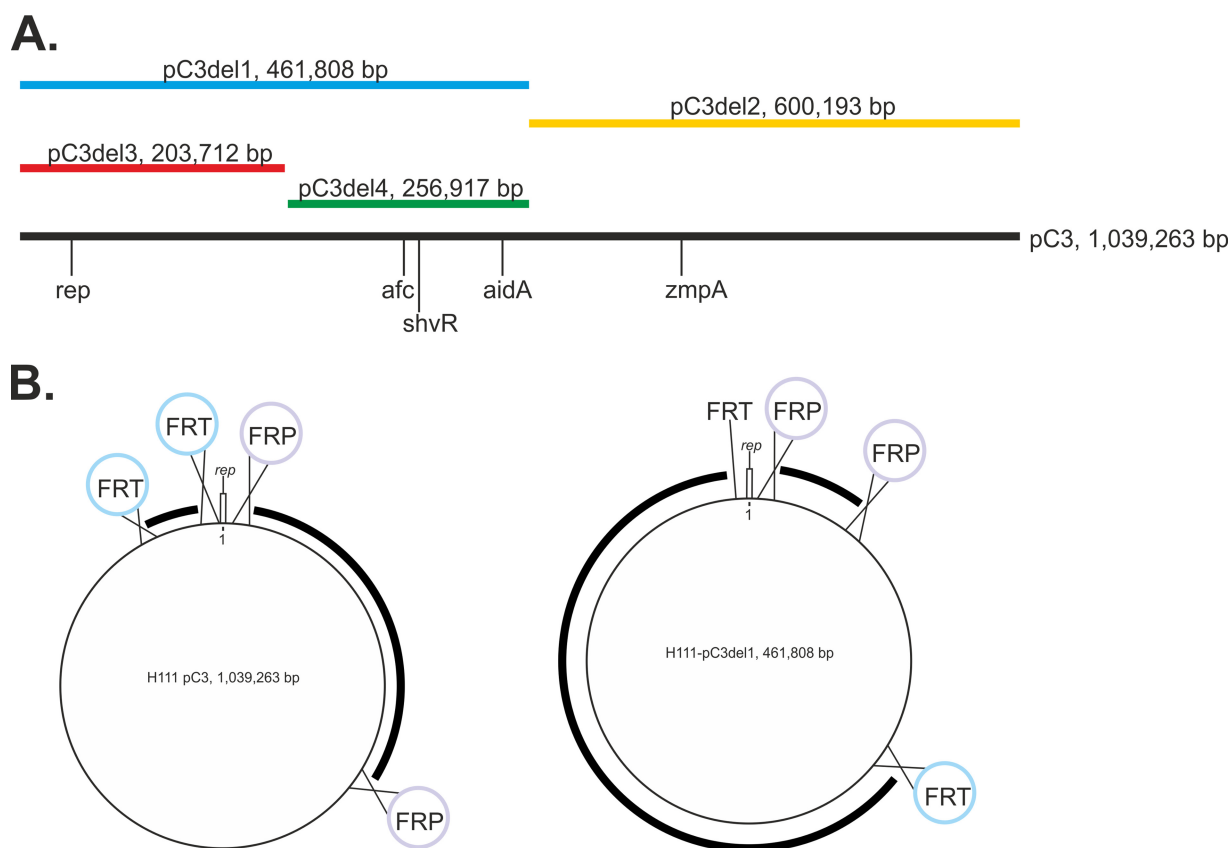 A.
pC3del1, 461,808 bp
pC3del2, 600,193 bp
pC3del3, 203,712 bp
pC3del4, 256,917 bp
pC3, 1,039,263 bp
rep
afc
shvR
aidA
zmpA
B.
FRT
FRT
FRP
rep
1
H111 pC3, 1,039,263 bp
FRP
FRT
FRP
FRP
rep
1
H111-pC3del1, 461,808 bp
FRT